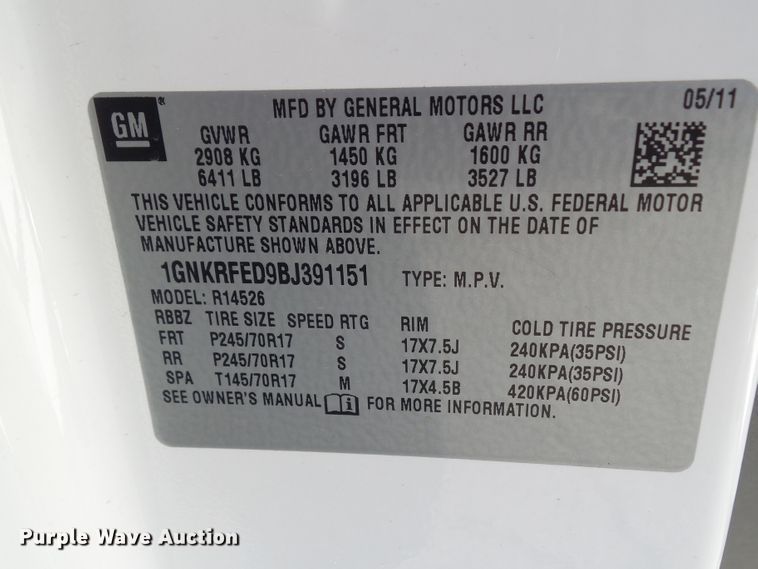 GM
MFD BY GENERAL MOTORS LLC 05/11
GVWR GAWR FRT GAWR RR
2908 KG 1450 KG 1600 KG
6411 LB 3196 LB 3527 LB
THIS VEHICLE CONFORMS TO ALL APPLICABLE U.S. FEDERAL MOTOR
VEHICLE SAFETY STANDARDS IN EFFECT ON THE DATE OF
MANUFACTURE SHOWN ABOVE.
1GNKRFED9BJ391151 TYPE: M.P.V.
MODEL: R14526
RBBZ TIRE SIZE SPEED RTG RIM COLD TIRE PRESSURE
FRT P245/70R17 S 17X7.5J 240KPA(35PSI)
RR P245/70R17 S 17X7.5J 240KPA(35PSI)
SPA T145/70R17 M 17X4.5B 420KPA(60PSI)
SEE OWNER'S MANUAL FOR MORE INFORMATION.
Purple Wave Auction